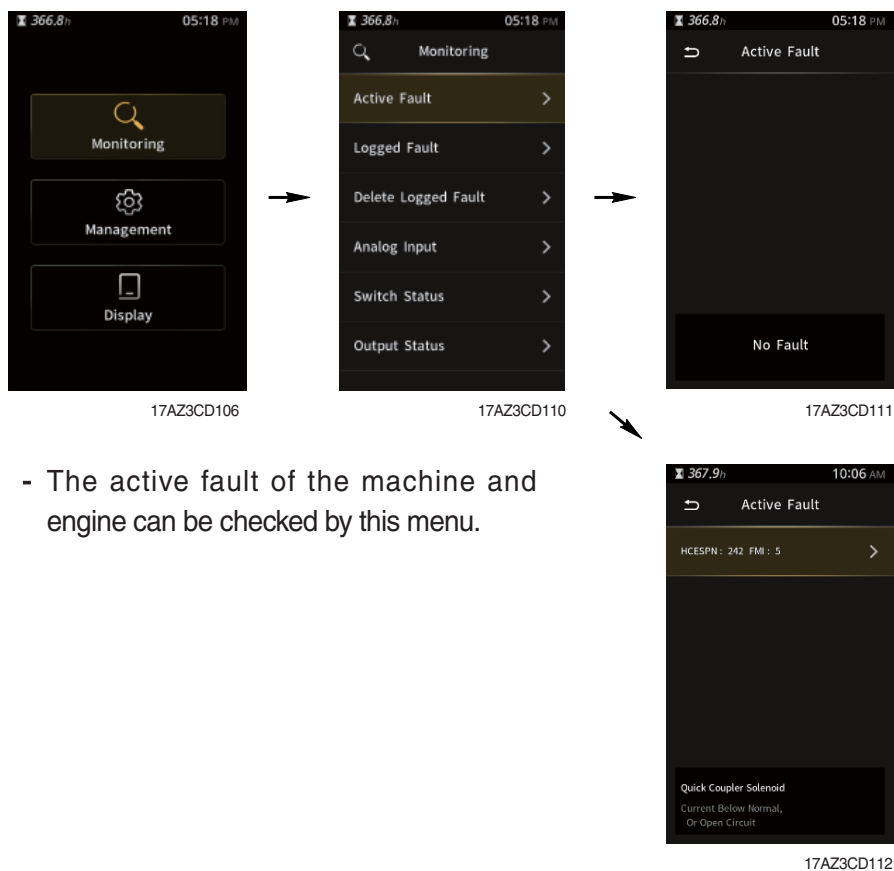 366.8h 05:18 PM
Monitoring
Management
Display
17AZ3CD106
366.8h 05:18 PM
Monitoring
Active Fault
Logged Fault
Delete Logged Fault
Analog Input
Switch Status
Output Status
17AZ3CD110
366.8h 05:18 PM
Active Fault
No Fault
17AZ3CD111
- The active fault of the machine and
engine can be checked by this menu.
367.9h 10:06 AM
Active Fault
HCESPN : 242 FMI : 5
Quick Coupler Solenoid
Current Below Normal,
Or Open Circuit
17AZ3CD112